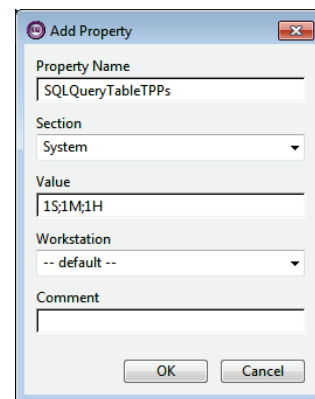 Add Property
Property Name
SQLQueryTableTPPs
Section
System
Value
1S;1M;1H
Workstation
-- default --
Comment
OK Cancel